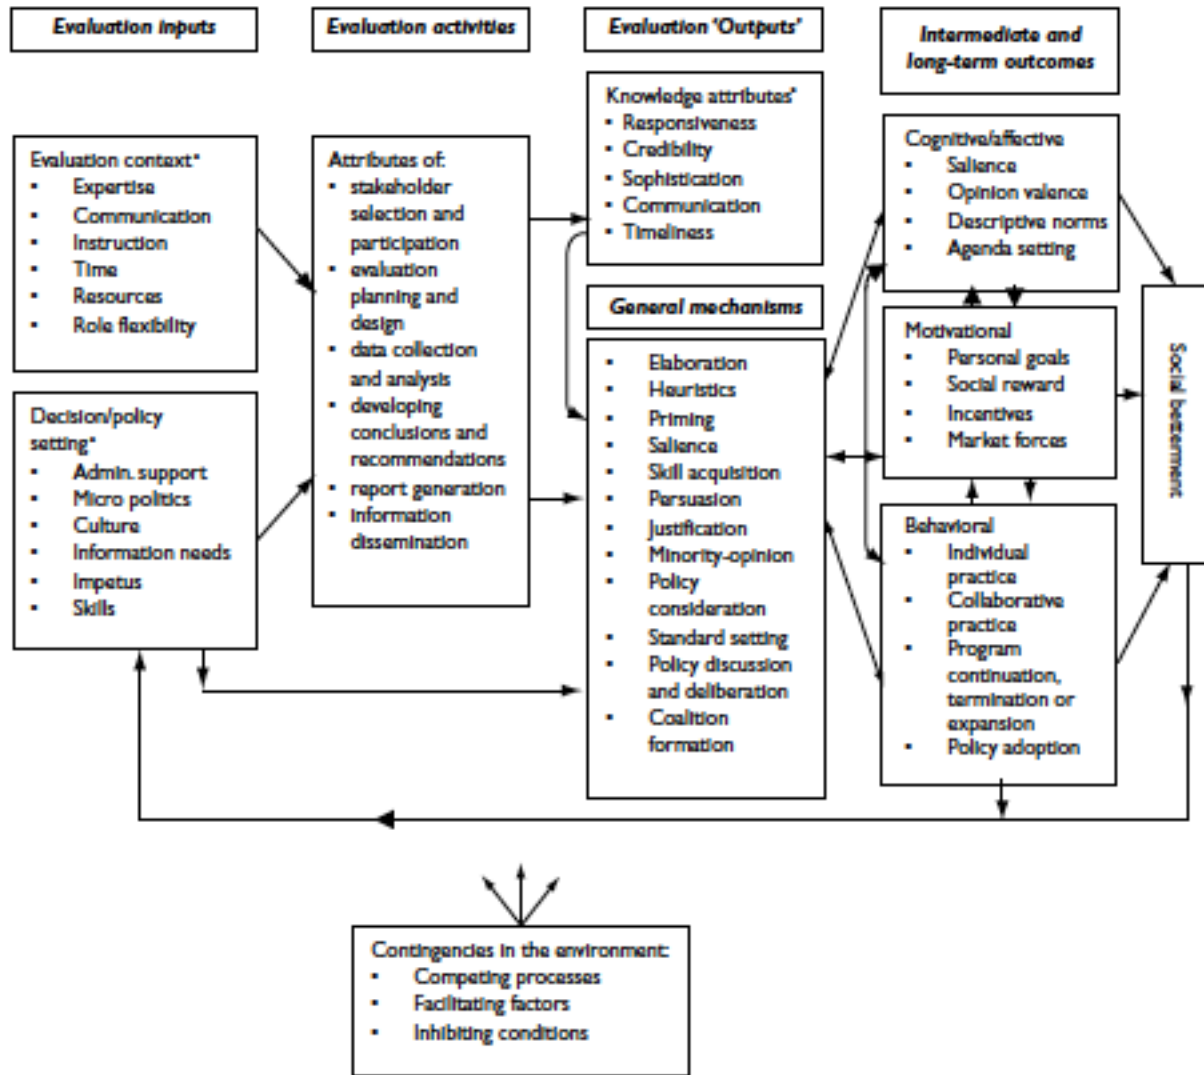 Evaluation inputs
Evaluation activities
Evaluation 'Outputs'
Intermediate and
long-term outcomes
Evaluation context*
▪ Expertise
▪ Communication
▪ Instruction
▪ Time
▪ Resources
▪ Role flexibility
Decision/policy
setting*
▪ Admin. support
▪ Micro politics
▪ Culture
▪ Information needs
▪ Impetus
▪ Skills
Attributes of:
▪ stakeholder
selection and
participation
▪ evaluation
planning and
design
▪ data collection
and analysis
▪ developing
conclusions and
recommendations
▪ report generation
▪ information
dissemination
Knowledge attributes*
▪ Responsiveness
▪ Credibility
▪ Sophistication
▪ Communication
▪ Timeliness
General mechanisms
▪ Elaboration
▪ Heuristics
▪ Priming
▪ Salience
▪ Skill acquisition
▪ Persuasion
▪ Justification
▪ Minority-opinion
▪ Policy
consideration
▪ Standard setting
▪ Policy discussion
and deliberation
▪ Coalition
formation
Cognitive/affective
▪ Salience
▪ Opinion valence
▪ Descriptive norms
▪ Agenda setting
Motivational
▪ Personal goals
▪ Social reward
▪ Incentives
▪ Market forces
Behavioral
▪ Individual
practice
▪ Collaborative
practice
▪ Program
continuation,
termination or
expansion
▪ Policy adoption
Social betterment
Contingencies in the environment:
▪ Competing processes
▪ Facilitating factors
▪ Inhibiting conditions